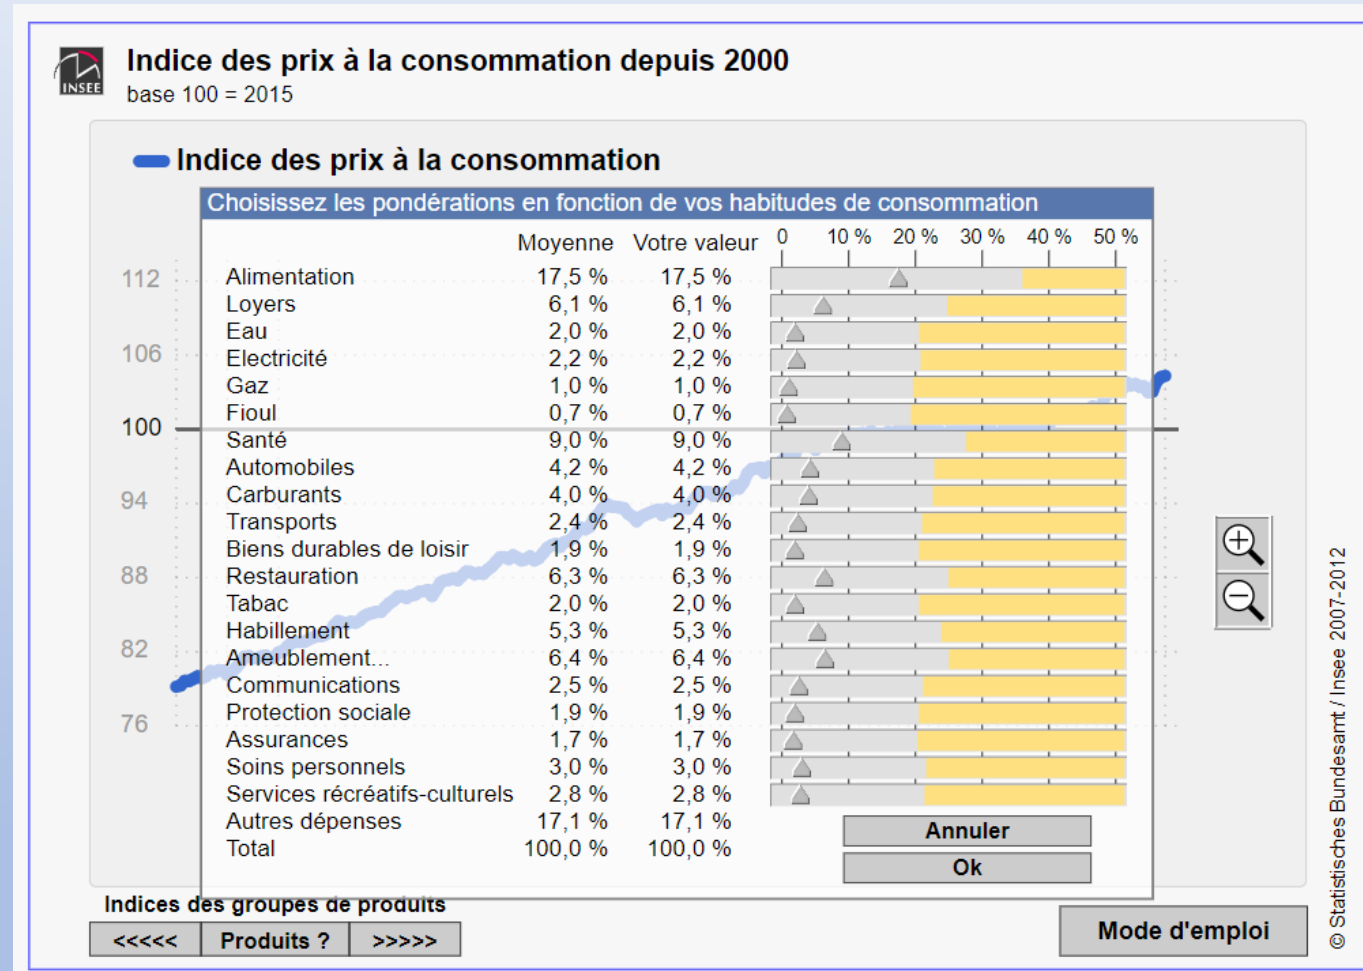 INSEE
Indice des prix à la consommation depuis 2000
base 100 = 2015
Indice des prix à la consommation
Choisissez les pondérations en fonction de vos habitudes de consommation
Moyenne Votre valeur 0 10 % 20 % 30 % 40 % 50 %
Alimentation 17,5 % 17,5 %
Loyers 6,1 % 6,1 %
Eau 2,0 % 2,0 %
Electricité 2,2 % 2,2 %
Gaz 1,0 % 1,0 %
Fioul 0,7 % 0,7 %
Santé 9,0 % 9,0 %
Automobiles 4,2 % 4,2 %
Carburants 4,0 % 4,0 %
Transports 2,4 % 2,4 %
Biens durables de loisir 1,9 % 1,9 %
Restauration 6,3 % 6,3 %
Tabac 2,0 % 2,0 %
Habillement 5,3 % 5,3 %
Ameublement... 6,4 % 6,4 %
Communications 2,5 % 2,5 %
Protection sociale 1,9 % 1,9 %
Assurances 1,7 % 1,7 %
Soins personnels 3,0 % 3,0 %
Services récréatifs-culturels 2,8 % 2,8 %
Autres dépenses 17,1 % 17,1 %
Total 100,0 % 100,0 %
Annuler
Ok
112
106
100
94
88
82
76
Indices des groupes de produits
<<<<< Produits ? >>>>>
Mode d'emploi
© Statistisches Bundesamt / Insee 2007-2012